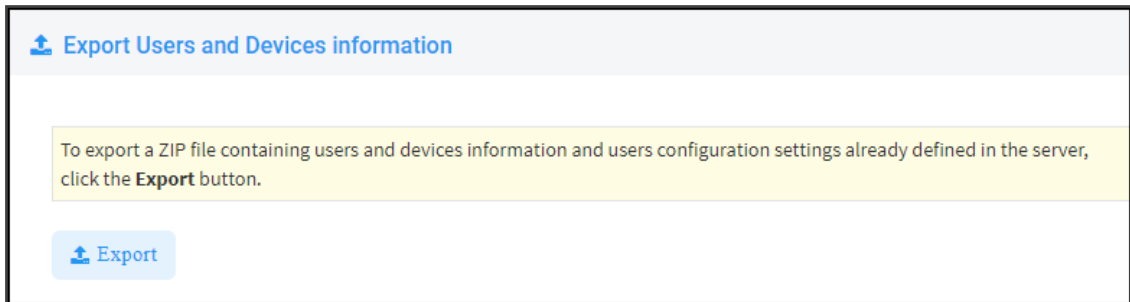 Export Users and Devices information
To export a ZIP file containing users and devices information and users configuration settings already defined in the server,
click the Export button.
Export